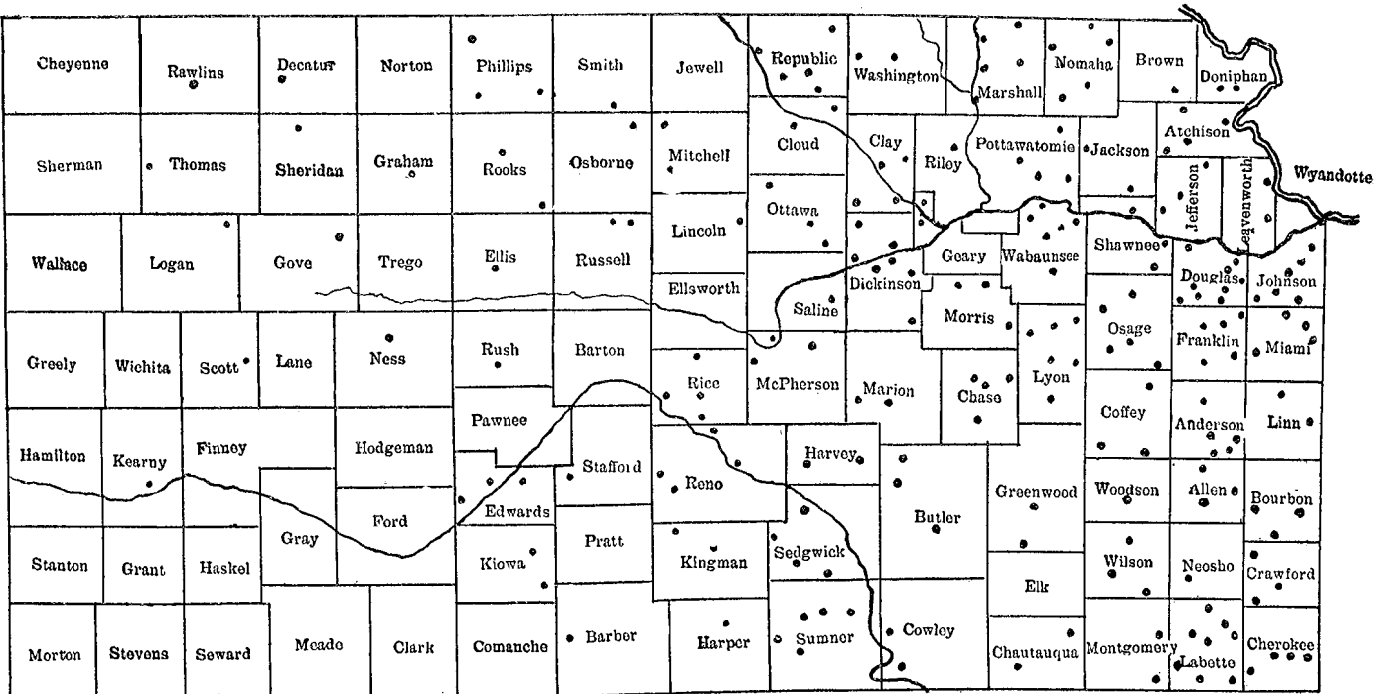 Cheyenne
Rawlins
Decatur
Norton
Phillips
Smith
Jewell
Republic
Washington
Marshall
Nomaha
Brown
Doniphan
Sherman
Thomas
Sheridan
Graham
Rooks
Osborne
Mitchell
Cloud
Clay
Riley
Pottawatomie
Jackson
Atchison
Jefferson
Leavenworth
Wyandotte
Wallace
Logan
Gove
Trego
Ellis
Russell
Lincoln
Ottawa
Ellsworth
Saline
Dickinson
Geary
Wabaunsee
Shawnee
Douglas
Johnson
Greely
Wichita
Scott
Lane
Ness
Rush
Barton
Rice
McPherson
Marion
Morris
Chase
Lyon
Osage
Franklin
Miami
Hamilton
Kearny
Finney
Hodgeman
Pawnee
Stafford
Reno
Harvey
Butler
Greenwood
Coffey
Anderson
Linn
Woodson
Allen
Bourbon
Gray
Ford
Edwards
Stanton
Grant
Haskel
Kiowa
Pratt
Kingman
Sedgwick
Elk
Wilson
Neosho
Crawford
Morton
Stevens
Seward
Meade
Clark
Comanche
Barber
Harper
Sumner
Cowley
Chautauqua
Montgomery
Labette
Cherokee